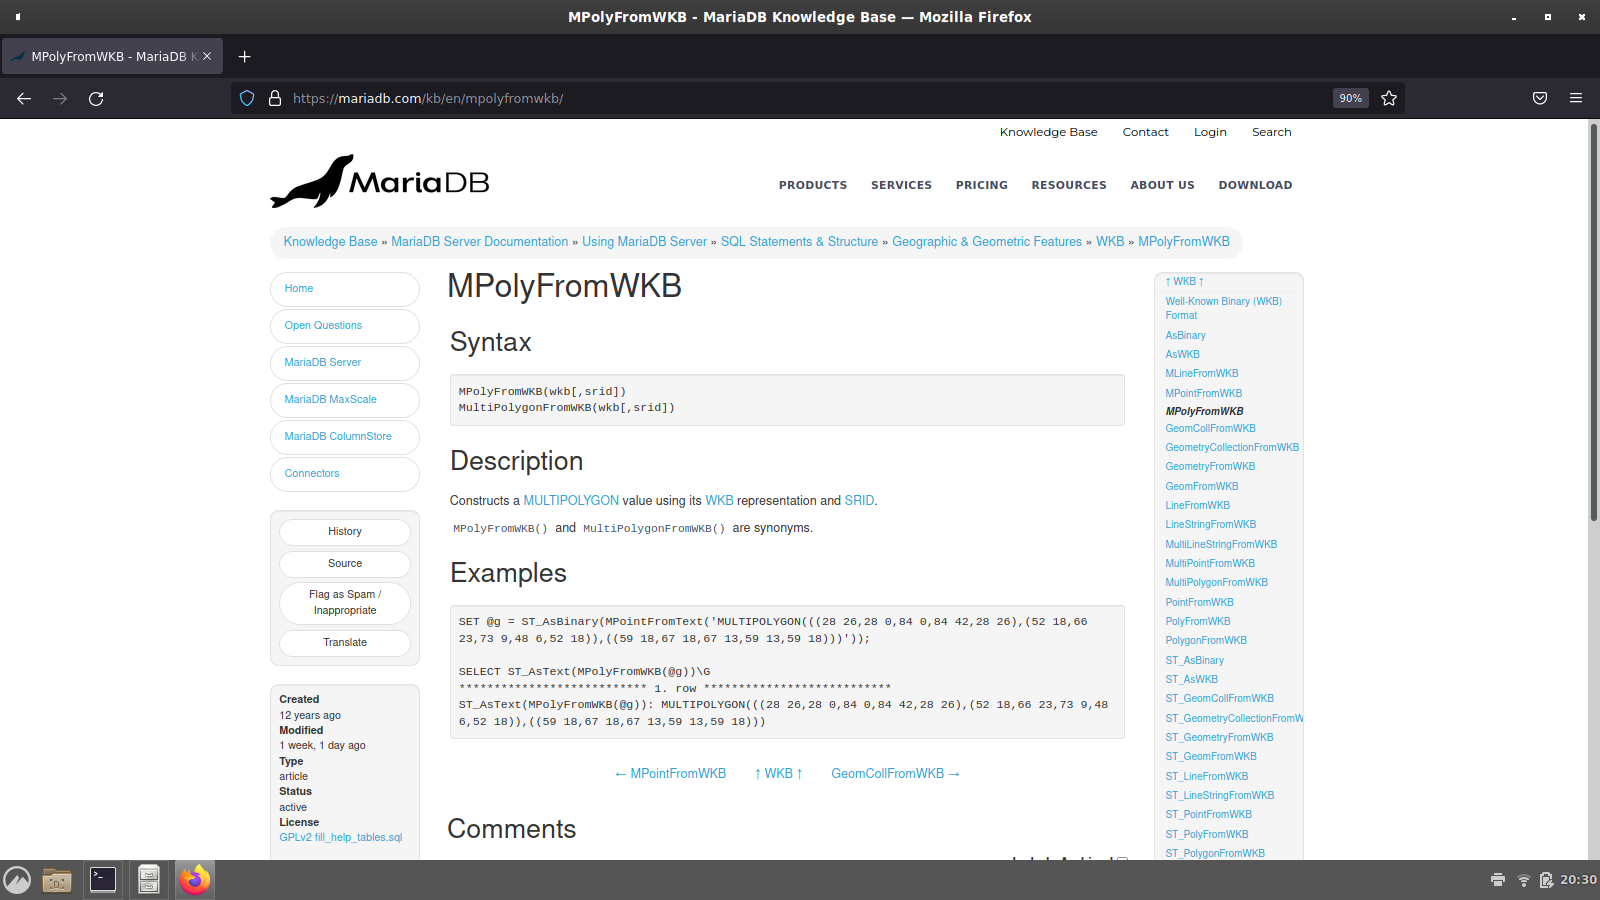 MPolyFromWKB - MariaDB Knowledge Base — Mozilla Firefox
MPolyFromWKB - MariaDB K
https://mariadb.com/kb/en/mpolyfromwkb/
90%
Knowledge Base Contact Login Search
MariaDB
PRODUCTS SERVICES PRICING RESOURCES ABOUT US DOWNLOAD
Knowledge Base » MariaDB Server Documentation » Using MariaDB Server » SQL Statements & Structure » Geographic & Geometric Features » WKB » MPolyFromWKB
Home
Open Questions
MariaDB Server
MariaDB MaxScale
MariaDB ColumnStore
Connectors
History
Source
Flag as Spam /
Inappropriate
Translate
Created
12 years ago
Modified
1 week, 1 day ago
Type
article
Status
active
License
GPLv2 fill_help_tables.sql
MPolyFromWKB
Syntax
MPolyFromWKB(wkb[,srid])
MultiPolygonFromWKB(wkb[,srid])
Description
Constructs a MULTIPOLYGON value using its WKB representation and SRID.
MPolyFromWKB() and MultiPolygonFromWKB() are synonyms.
Examples
SET @g = ST_AsBinary(MPointFromText('MULTIPOLYGON(((28 26,28 0,84 0,84 42,28 26),(52 18,66
23,73 9,48 6,52 18)),((59 18,67 18,67 13,59 13,59 18)))'));
SELECT ST_AsText(MPolyFromWKB(@g))\G
*************************** 1. row ***************************
ST_AsText(MPolyFromWKB(@g)): MULTIPOLYGON(((28 26,28 0,84 0,84 42,28 26),(52 18,66 23,73 9,48
6,52 18)),((59 18,67 18,67 13,59 13,59 18)))
← MPointFromWKB ↑ WKB ↑ GeomCollFromWKB →
Comments
↑ WKB ↑
Well-Known Binary (WKB)
Format
AsBinary
AsWKB
MLineFromWKB
MPointFromWKB
MPolyFromWKB
GeomCollFromWKB
GeometryCollectionFromWKB
GeometryFromWKB
GeomFromWKB
LineFromWKB
LineStringFromWKB
MultiLineStringFromWKB
MultiPointFromWKB
MultiPolygonFromWKB
PointFromWKB
PolyFromWKB
PolygonFromWKB
ST_AsBinary
ST_AsWKB
ST_GeomCollFromWKB
ST_GeometryCollectionFromW
ST_GeometryFromWKB
ST_GeomFromWKB
ST_LineFromWKB
ST_LineStringFromWKB
ST_PointFromWKB
ST_PolyFromWKB
ST_PolygonFromWKB
20:30